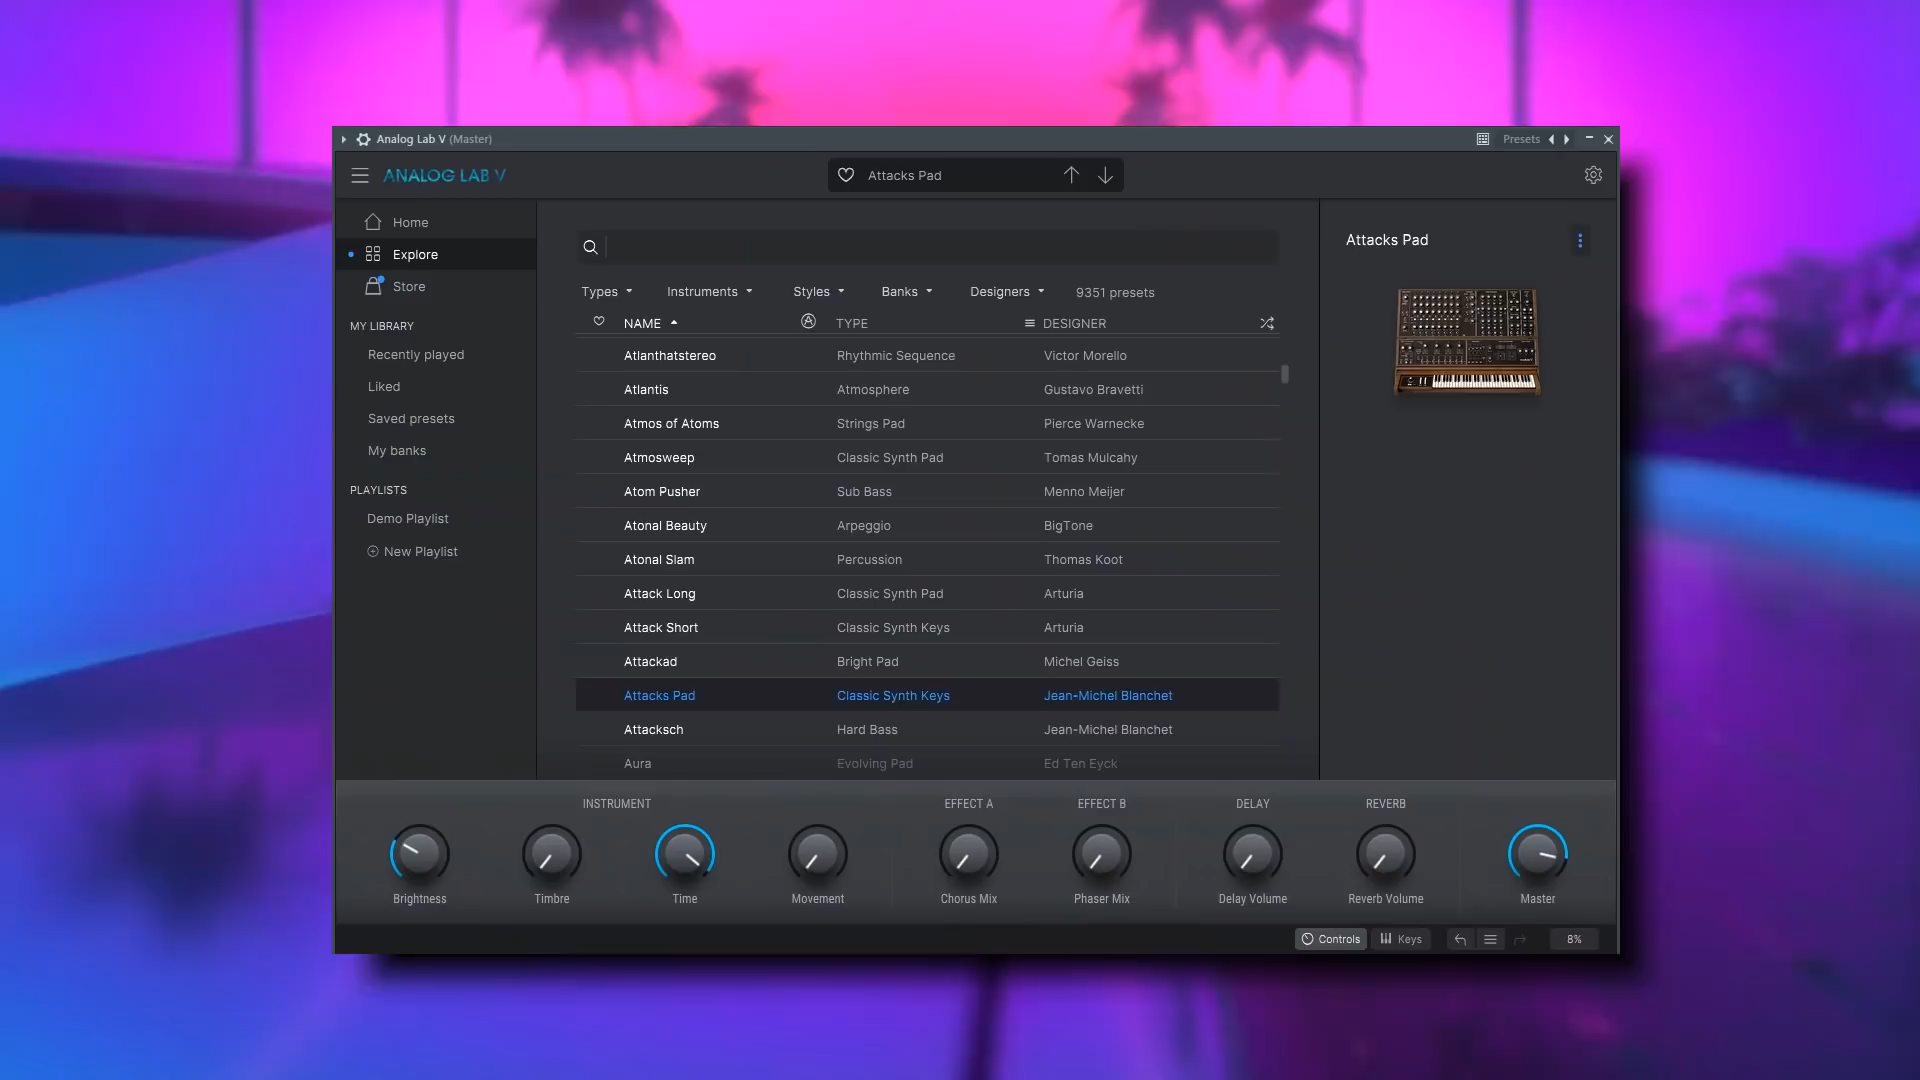 Analog Lab V (Master)
Presets
ANALOG LAB V
Attacks Pad
Home
Explore
Store
MY LIBRARY
Recently played
Liked
Saved presets
My banks
PLAYLISTS
Demo Playlist
New Playlist
Types Instruments Styles Banks Designers 9351 presets
NAME TYPE DESIGNER
Atlanthatstereo Rhythmic Sequence Victor Morello
Atlantis Atmosphere Gustavo Bravetti
Atmos of Atoms Strings Pad Pierce Warnecke
Atmosweep Classic Synth Pad Tomas Mulcahy
Atom Pusher Sub Bass Menno Meijer
Atonal Beauty Arpeggio BigTone
Atonal Slam Percussion Thomas Koot
Attack Long Classic Synth Pad Arturia
Attack Short Classic Synth Keys Arturia
Attackad Bright Pad Michel Geiss
Attacks Pad Classic Synth Keys Jean-Michel Blanchet
Attacksch Hard Bass Jean-Michel Blanchet
Aura Evolving Pad Ed Ten Eyck
Attacks Pad
INSTRUMENT EFFECT A EFFECT B DELAY REVERB
Brightness Timbre Time Movement Chorus Mix Phaser Mix Delay Volume Reverb Volume Master
Controls Keys 8%